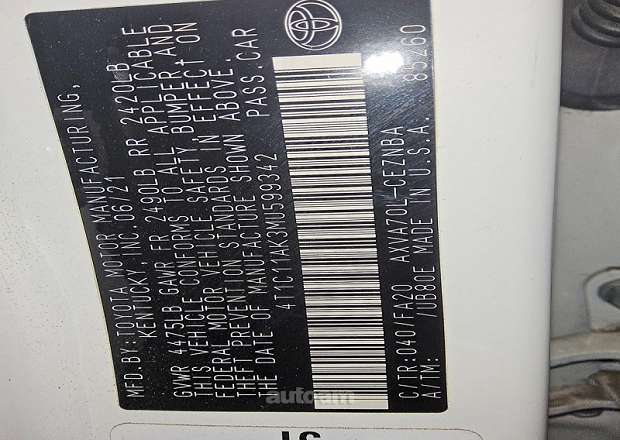 MFD.BY:TOYOTA MOTOR MANUFACTURING,
KENTUCKY INC.06/21
GVWR 4475LB GAWR FR 2490LB RR 2420LB
THIS VEHICLE CONFORMS TO ALL APPLICABLE
FEDERAL MOTOR VEHICLE SAFETY BUMPER AND
THEFT PREVENTION STANDARDS IN EFFECT ON
THE DATE OF MANUFACTURE SHOWN ABOVE.
4T1C11AK3MU599342 PASS.CAR
C/TR:040/FA20 AXVA70L-CEZNBA
A/TM: /UB80E MADE IN U.S.A. 85260
autoam